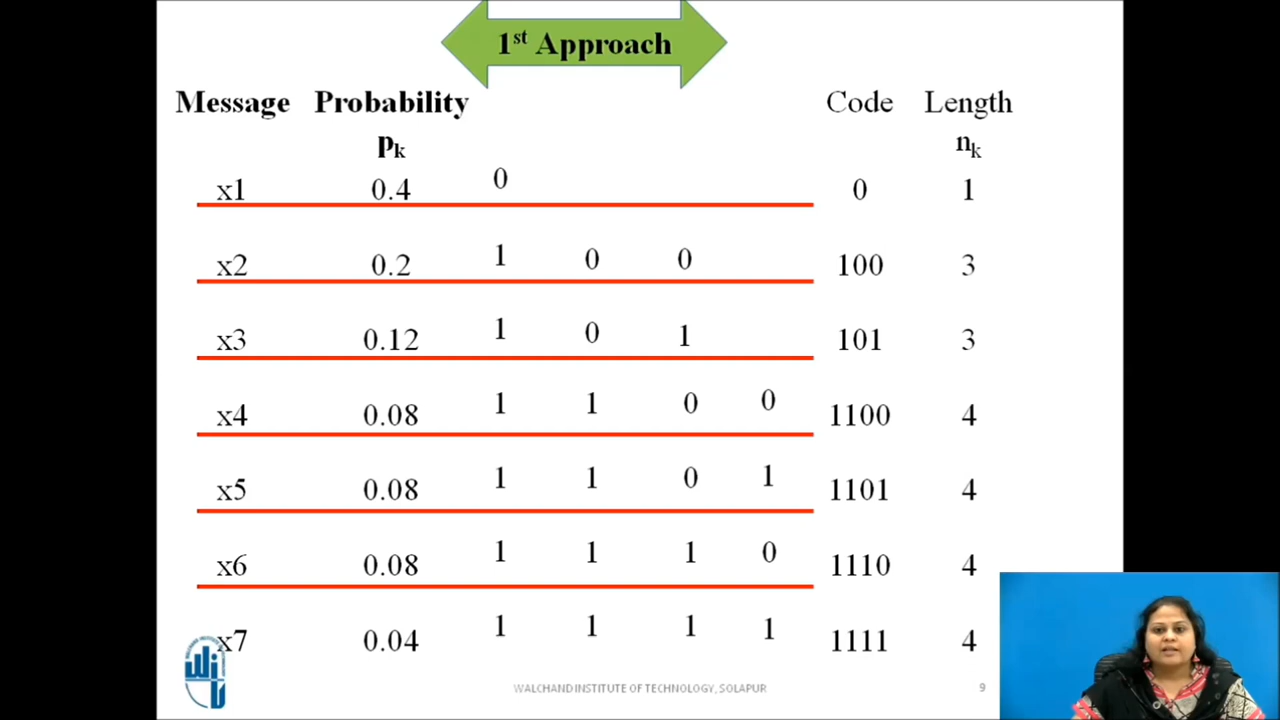 1st Approach
Message Probability Code Length
pk nk
x1 0.4 0 0 1
x2 0.2 1 0 0 100 3
x3 0.12 1 0 1 101 3
x4 0.08 1 1 0 0 1100 4
x5 0.08 1 1 0 1 1101 4
x6 0.08 1 1 1 0 1110 4
x7 0.04 1 1 1 1 1111 4
WALCHAND INSTITUTE OF TECHNOLOGY, SOLAPUR 9